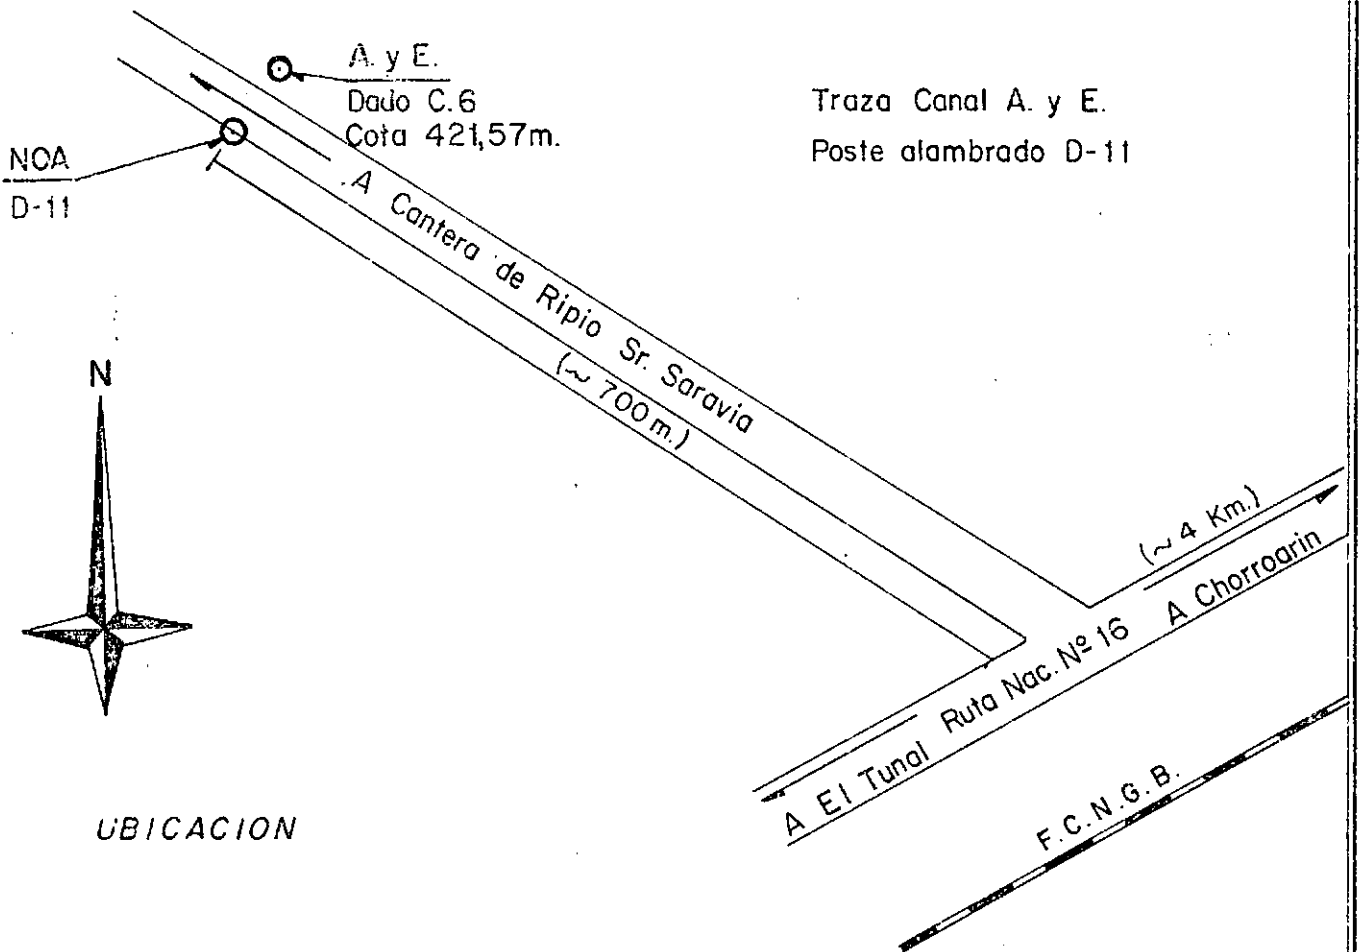 A. y E.
Dado C.6
Cota 421,57m.
Traza Canal A. y E.
Poste alambrado D-11
NOA
D-11
A Cantera de Ripio Sr. Saravia
(~ 700 m.)
N
(~ 4 Km.)
A Chorroarin
Ruta Nac. Nº 16
A El Tunal
F.C.N.G.B.
UBICACION